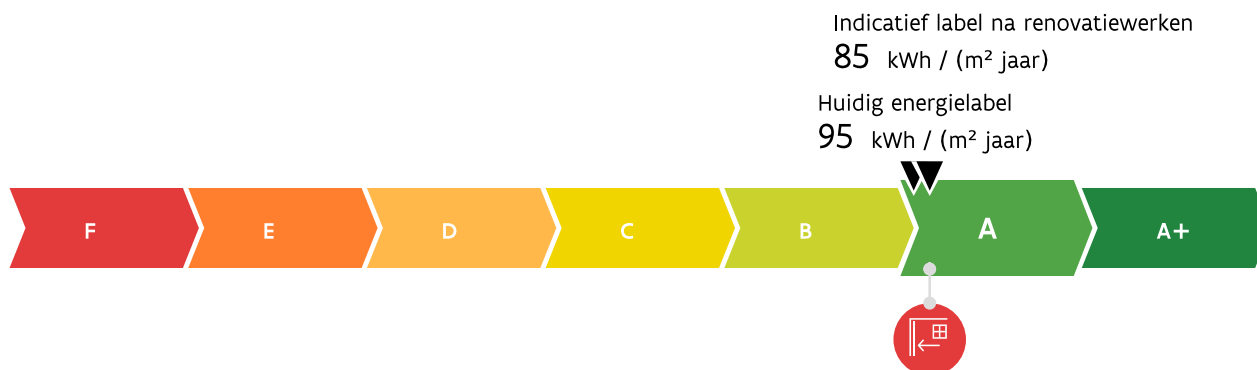 Indicatief label na renovatiewerken
85 kWh / (m² jaar)
Huidig energielabel
95 kWh / (m² jaar)
F E D C B A A+